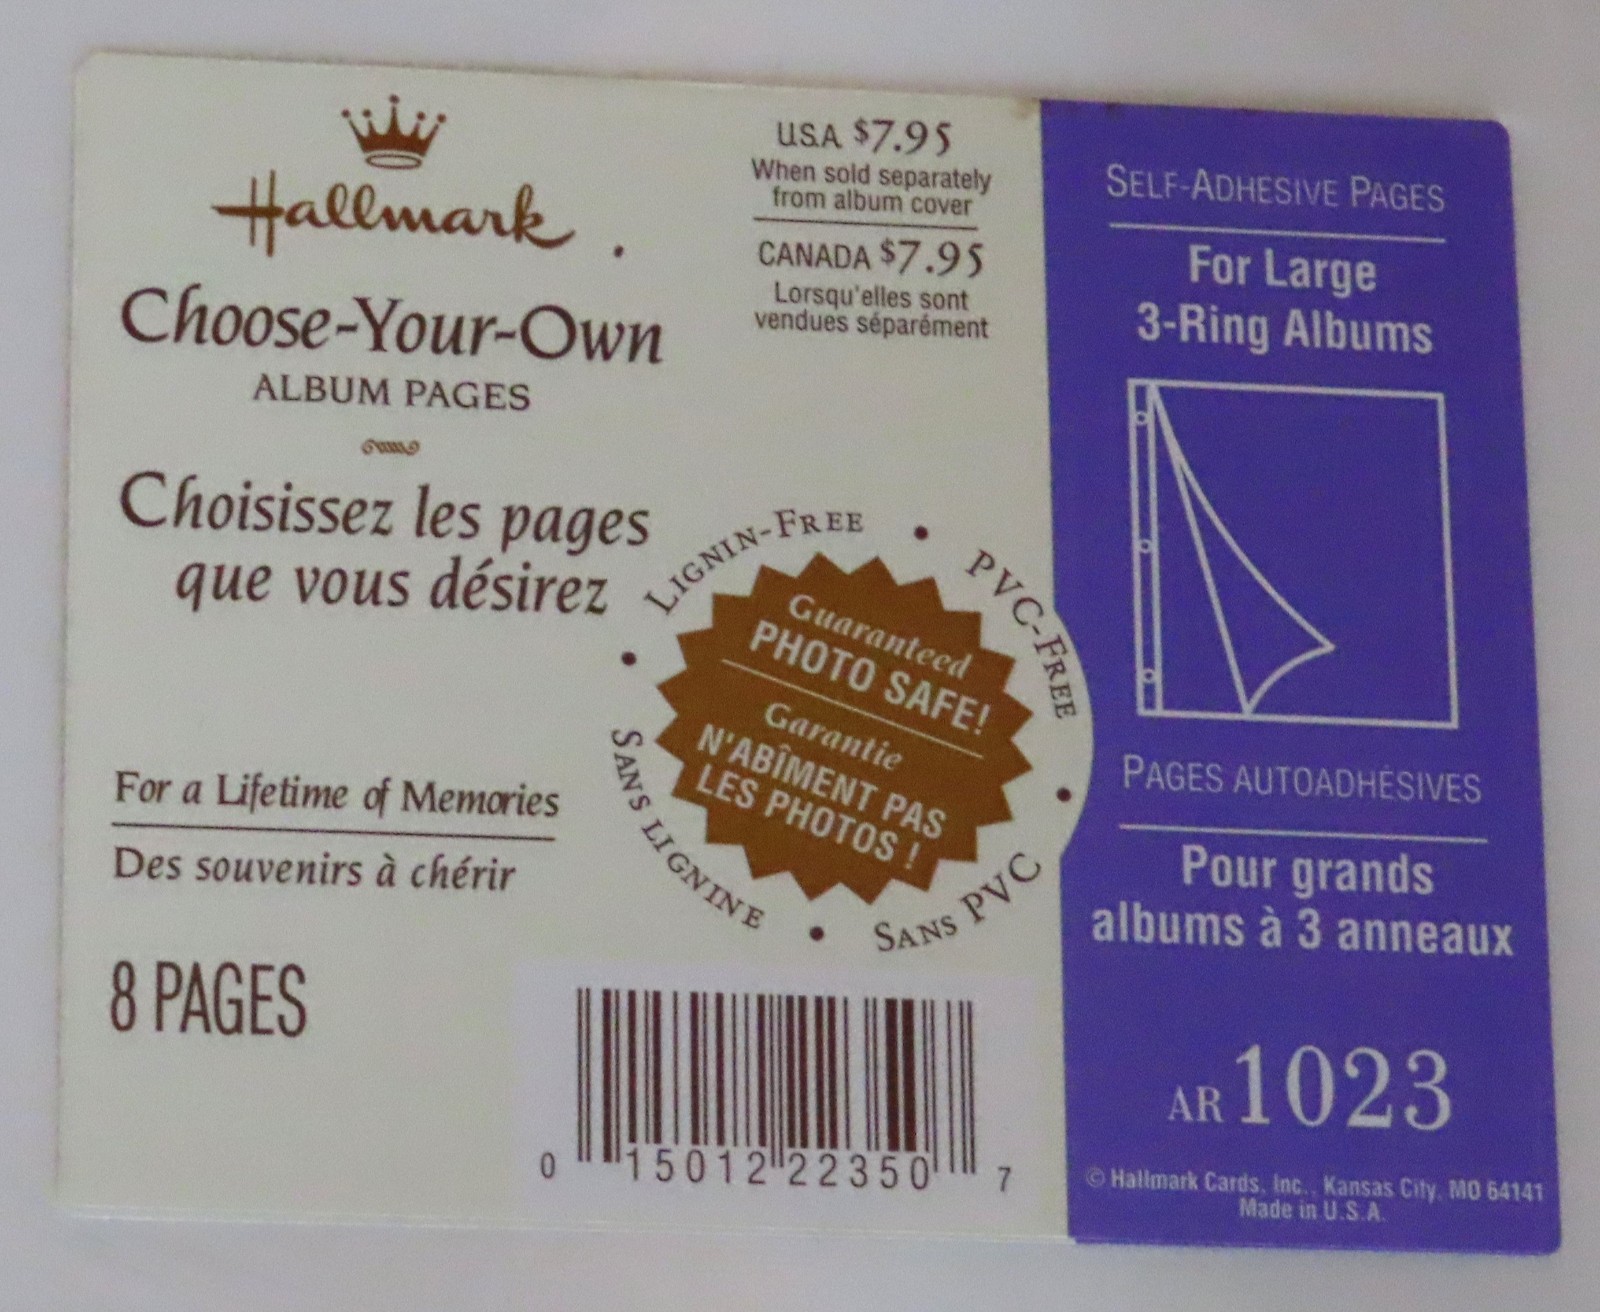 Hallmark
Choose-Your-Own
ALBUM PAGES
Choisissez les pages
que vous désirez
For a Lifetime of Memories
Des souvenirs à chérir
8 PAGES
U.S.A. $7.95
When sold separately
from album cover
CANADA $7.95
Lorsqu'elles sont
vendues séparément
LIGNIN-FREE • PVC-FREE •
SANS LIGNINE • SANS PVC
Guaranteed
PHOTO SAFE!
Garantie
N'ABÎMENT PAS
LES PHOTOS !
0 15012 22350 7
SELF-ADHESIVE PAGES
For Large
3-Ring Albums
PAGES AUTOADHÉSIVES
Pour grands
albums à 3 anneaux
AR 1023
© Hallmark Cards, Inc., Kansas City, MO 64141
Made in U.S.A.